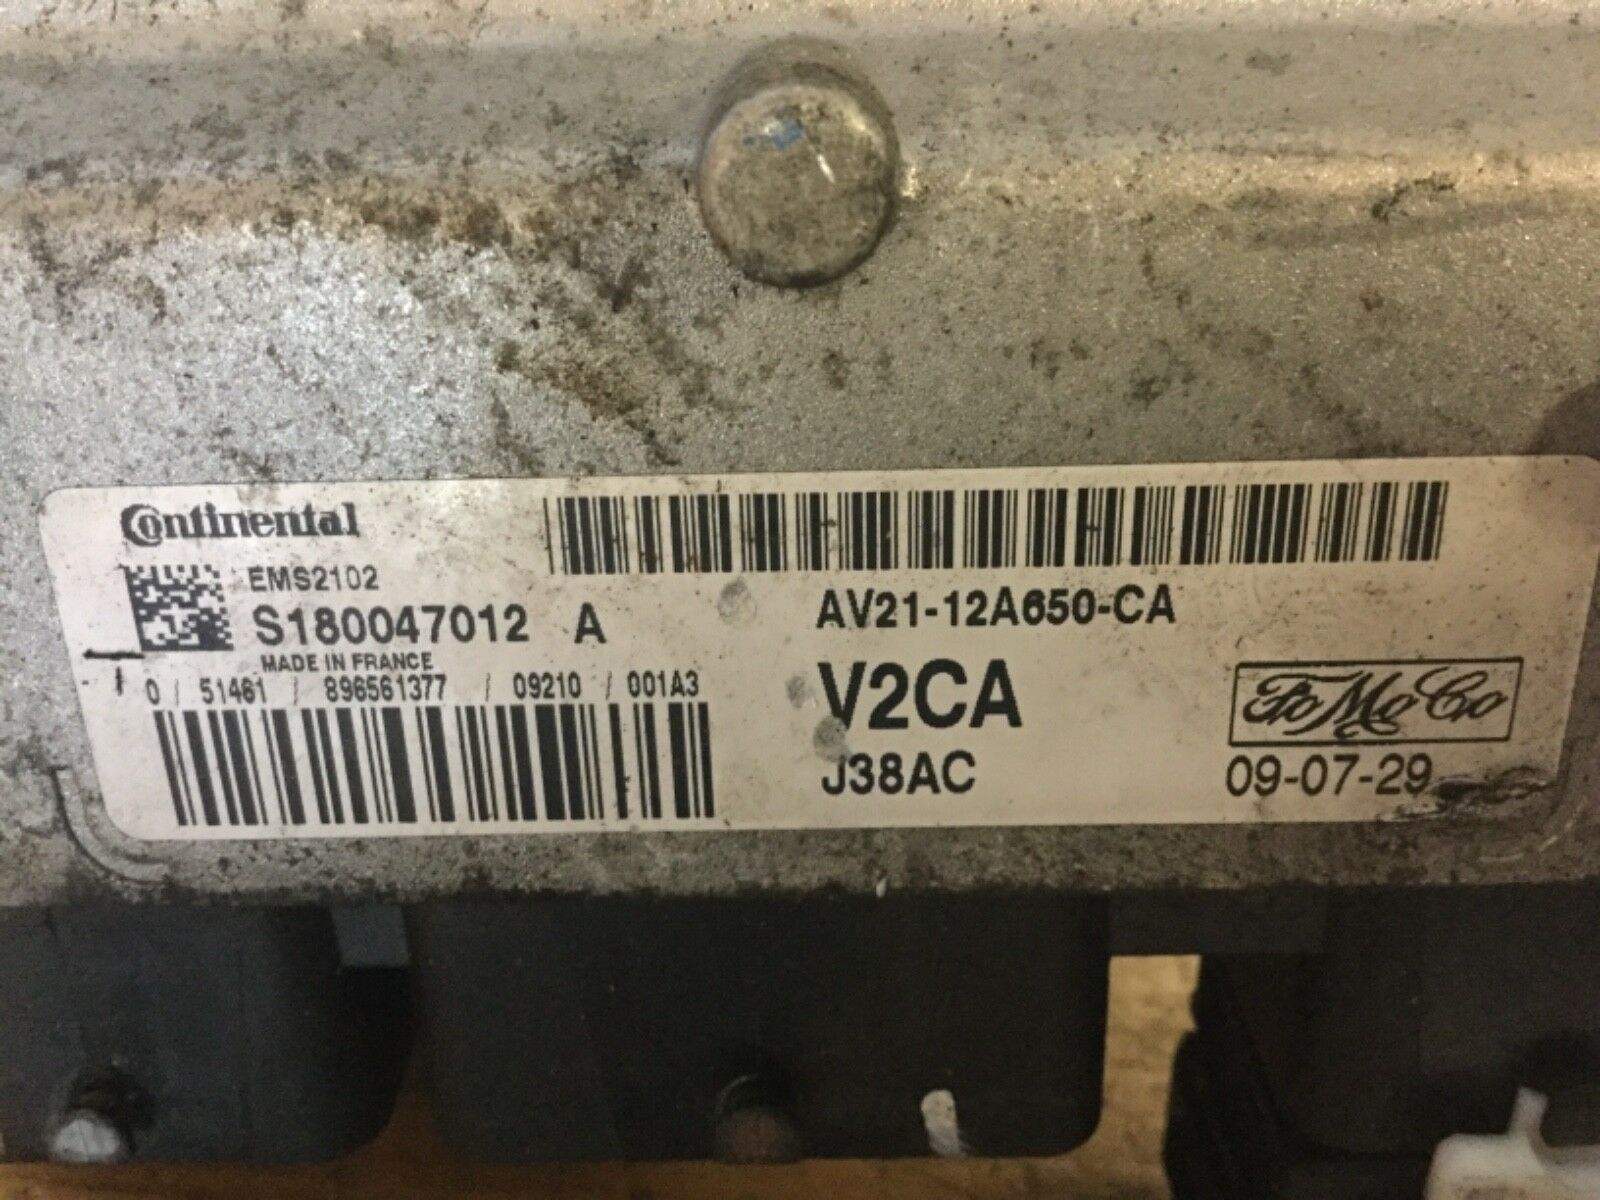 Continental
EMS2102
S180047012 A
MADE IN FRANCE
0 / 51461 / 896561377 / 09210 / 001A3
AV21-12A650-CA
V2CA
J38AC
FoMoCo
09-07-29